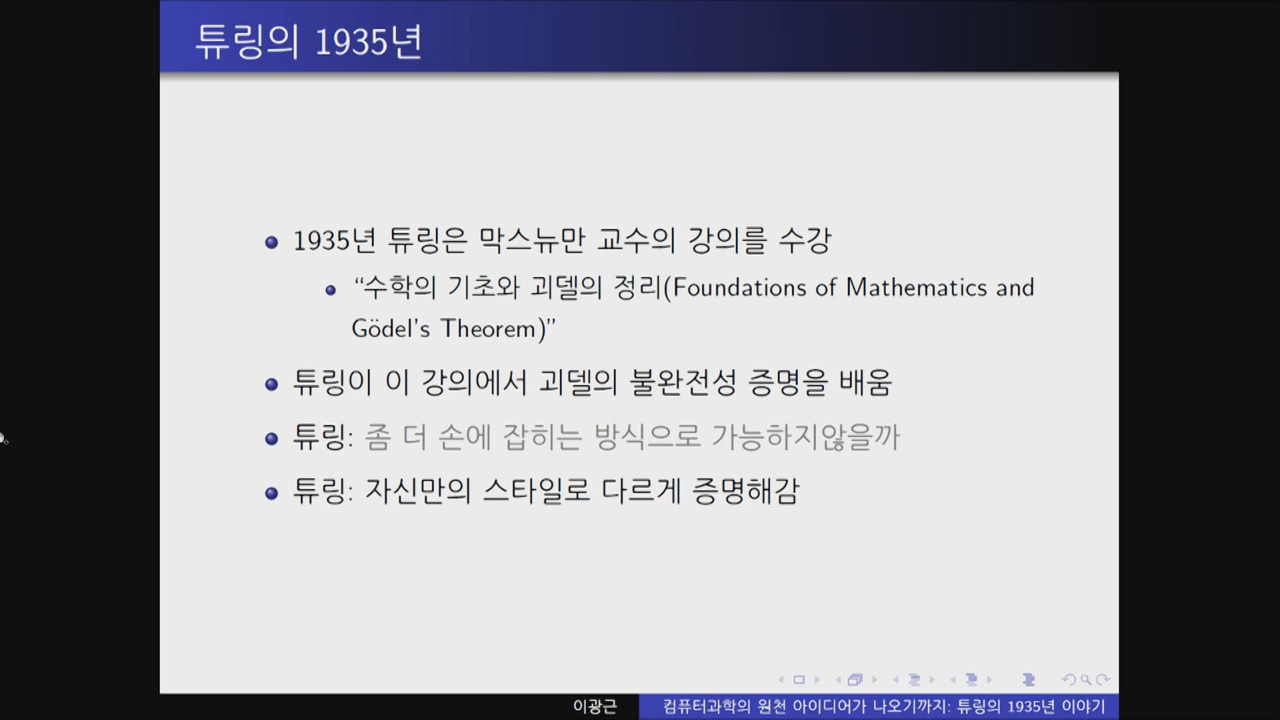 튜링의 1935년
1935년 튜링은 막스뉴만 교수의 강의를 수강
“수학의 기초와 괴델의 정리(Foundations of Mathematics and
Gödel's Theorem)”
튜링이 이 강의에서 괴델의 불완전성 증명을 배움
튜링: 좀 더 손에 잡히는 방식으로 가능하지않을까
튜링: 자신만의 스타일로 다르게 증명해감
이광근 컴퓨터과학의 원천 아이디어가 나오기까지: 튜링의 1935년 이야기